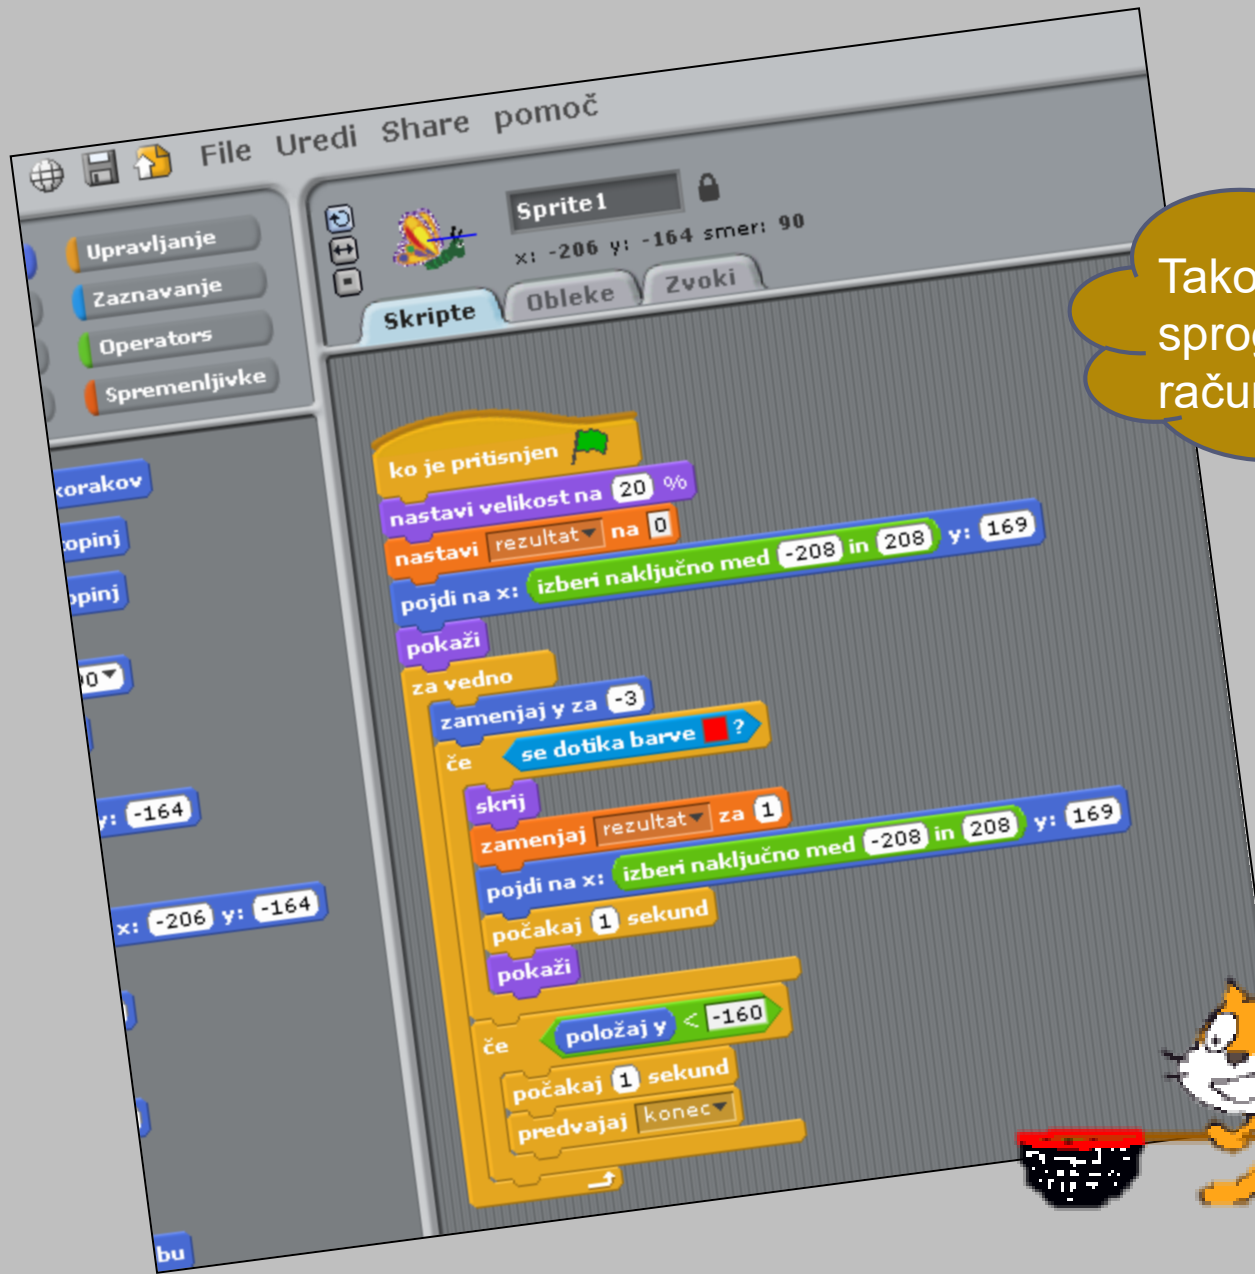 File Uredi Share pomoč
Upravljanje
Zaznavanje
Operators
Spremenljivke
Sprite1
x: -206 y: -164 smer: 90
Skripte Obleke Zvoki
korakov
y: -164
x: -206 y: -164
ko je pritisnjen
nastavi velikost na 20 %
nastavi rezultat na 0
pojdi na x: izberi naključno med -208 in 208 y: 169
pokaži
za vedno
zamenjaj y za -3
če se dotika barve ?
skrij
zamenjaj rezultat za 1
pojdi na x: izberi naključno med -208 in 208 y: 169
počakaj 1 sekund
pokaži
če položaj y < -160
počakaj 1 sekund
predvajaj konec
Tako